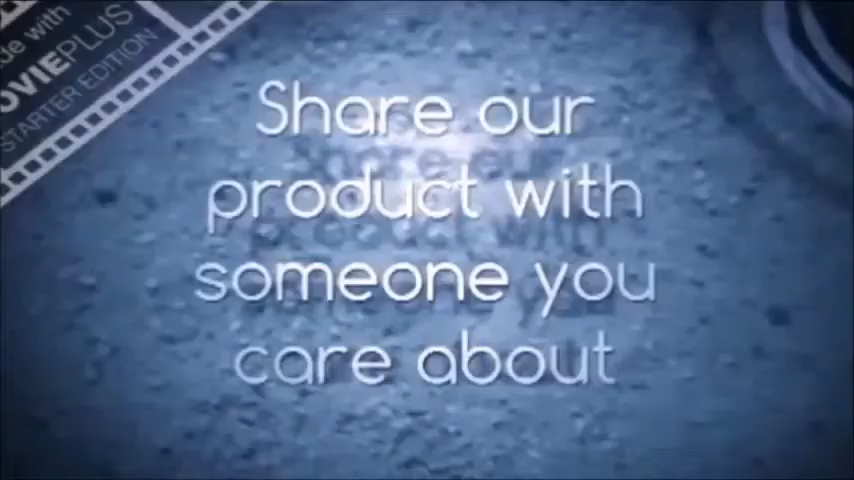 de with
OVIEPLUS
STARTER EDITION
Share our
product with
someone you
care about